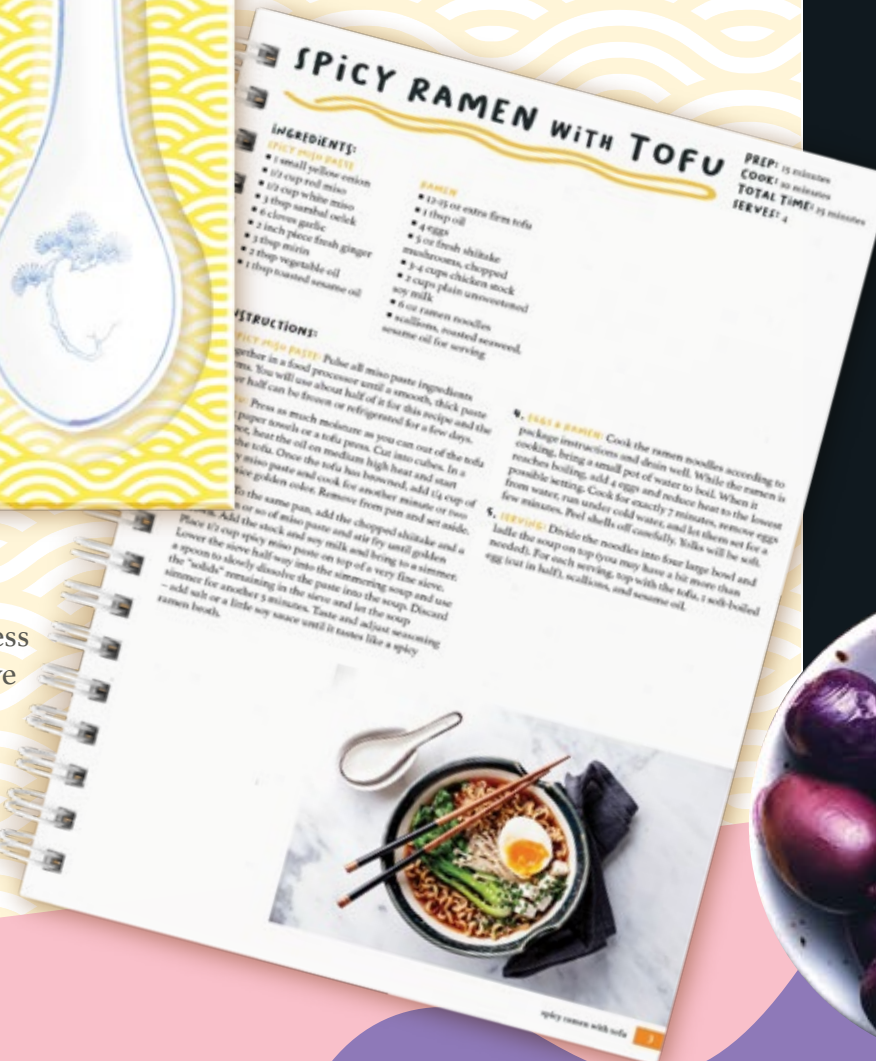 SPiCY RAMEN WiTH TOFU
PREP: 15 minutes
COOK: 10 minutes
TOTAL TIME: 25 minutes
SERVES: 4
iNGREDiENTS:
SPiCY MiSO PASTE
▪ 1 small yellow onion
▪ 1/2 cup red miso
▪ 1/2 cup white miso
▪ 3 tbsp sambal oelek
▪ 6 cloves garlic
▪ 2 inch piece fresh ginger
▪ 3 tbsp mirin
▪ 2 tbsp vegetable oil
▪ 1 tbsp toasted sesame oil
RAMEN
▪ 12-15 oz extra firm tofu
▪ 1 tbsp oil
▪ 4 eggs
▪ 5 oz fresh shiitake
mushrooms, chopped
▪ 3-4 cups chicken stock
▪ 2 cups plain unsweetened
soy milk
▪ 6 oz ramen noodles
▪ scallions, roasted seaweed,
sesame oil for serving
NSTRUCTiONS:
PiCY MiSO PASTE: Pulse all miso paste ingredients
gether in a food processor until a smooth, thick paste
ms. You will use about half of it for this recipe and the
er half can be frozen or refrigerated for a few days.
Press as much moisture as you can out of the tofu
paper towels or a tofu press. Cut into cubes. In a
heat the oil on medium high heat and start
the tofu. Once the tofu has browned, add 1/4 cup of
y miso paste and cook for another minute or two
nice golden color. Remove from pan and set aside.
To the same pan, add the chopped shiitake and a
n or so of miso paste and stir fry until golden
Add the stock and soy milk and bring to a simmer.
Place 1/2 cup spicy miso paste on top of a very fine sieve.
Lower the sieve half way into the simmering soup and use
a spoon to slowly dissolve the paste into the soup. Discard
the "solids" remaining in the sieve and let the soup
simmer for another 5 minutes. Taste and adjust seasoning
– add salt or a little soy sauce until it tastes like a spicy
ramen broth.
4. EGGS & RAMEN: Cook the ramen noodles according to
package instructions and drain well. While the ramen is
cooking, bring a small pot of water to boil. When it
reaches boiling, add 4 eggs and reduce heat to the lowest
possible setting. Cook for exactly 7 minutes, remove eggs
from water, run under cold water, and let them set for a
few minutes. Peel shells off carefully. Yolks will be soft.
5. SERViNG: Divide the noodles into four large bowl and
ladle the soup on top (you may have a bit more than
needed). For each serving, top with the tofu, 1 soft-boiled
egg (cut in half), scallions, and sesame oil.
ess
ve
spicy ramen with tofu 3